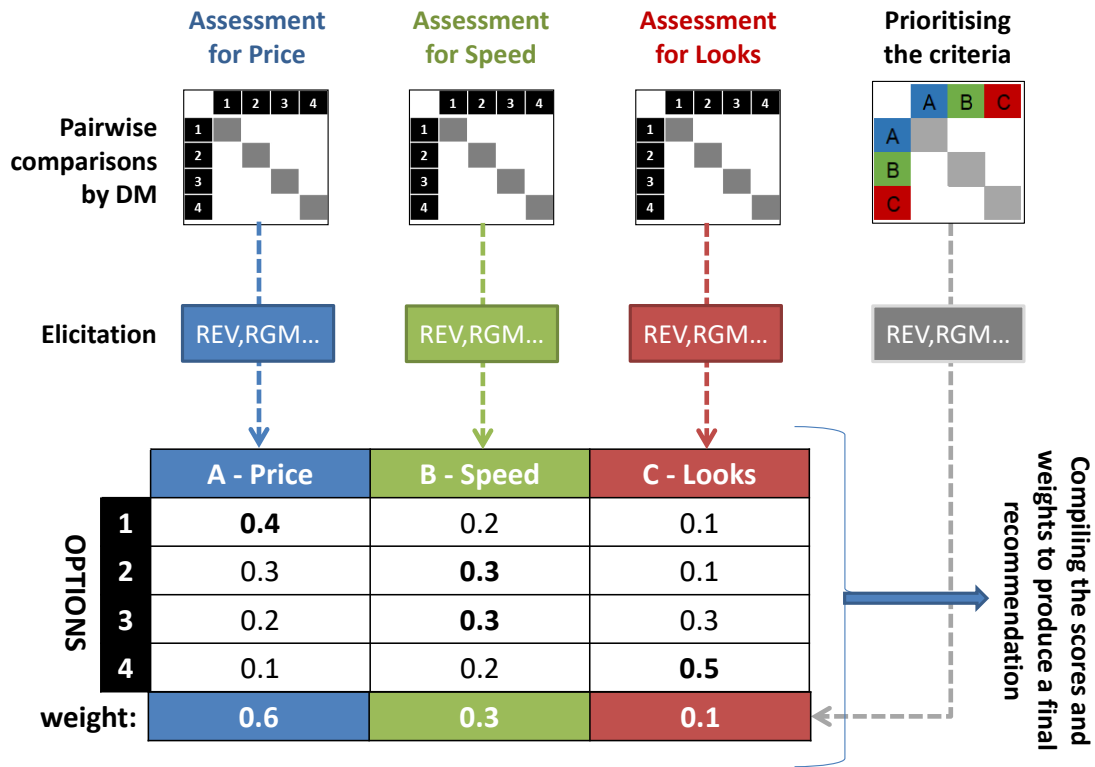 Assessment
for Price
Assessment
for Speed
Assessment
for Looks
Prioritising
the criteria
Pairwise
comparisons
by DM
1 2 3 4
1
2
3
4
1 2 3 4
1
2
3
4
1 2 3 4
1
2
3
4
A B C
A
B
C
Elicitation
REV,RGM...
REV,RGM...
REV,RGM...
REV,RGM...
A - Price B - Speed C - Looks
OPTIONS
1 0.4 0.2 0.1
2 0.3 0.3 0.1
3 0.2 0.3 0.3
4 0.1 0.2 0.5
weight: 0.6 0.3 0.1
Compiling the scores and
weights to produce a final
recommendation